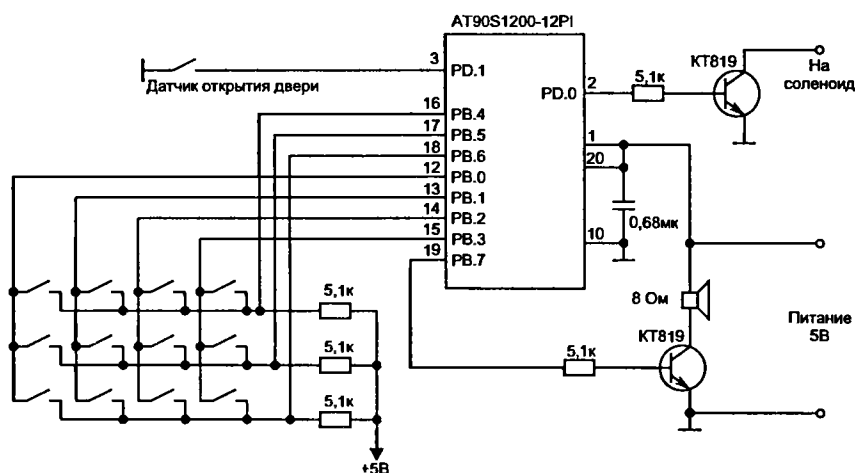 AT90S1200-12PI
3
PD.1
Датчик открытия двери
2
PD.0
5,1к
КТ819
На
соленоид
16
PB.4
17
PB.5
18
PB.6
12
PB.0
13
PB.1
14
PB.2
15
PB.3
19
PB.7
1
20
10
0,68мк
8 Ом
Питание
5В
КТ819
5,1к
5,1к
5,1к
5,1к
+5В